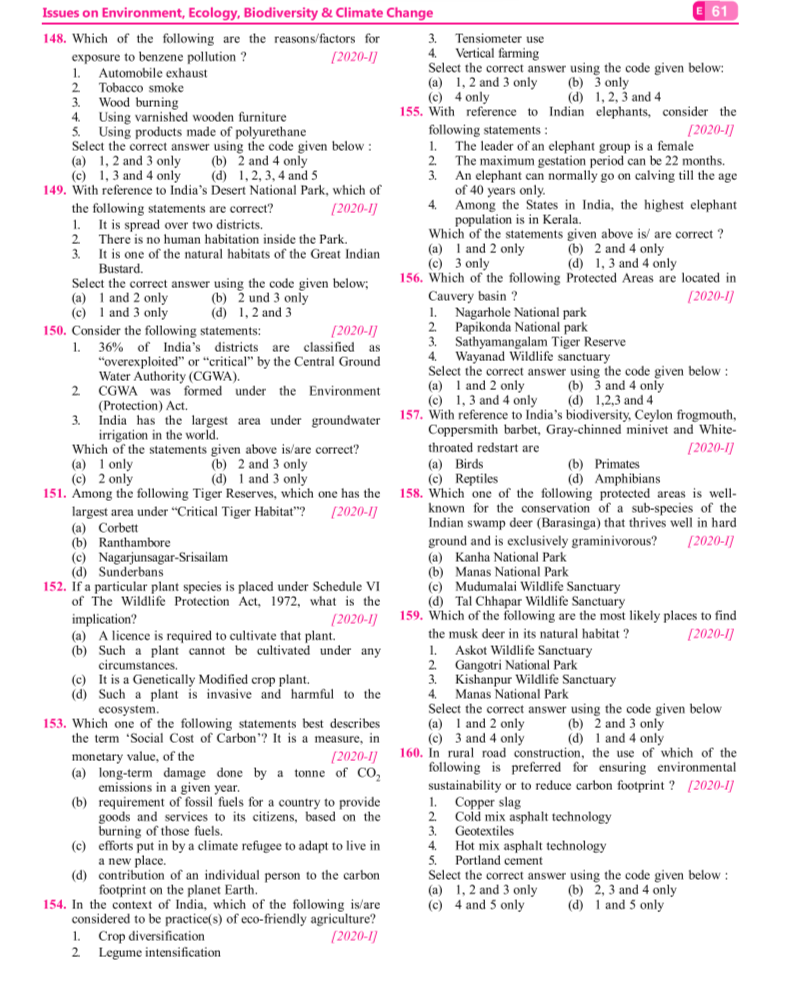 Issues on Environment, Ecology, Biodiversity & Climate Change
E 61
148. Which of the following are the reasons/factors for
exposure to benzene pollution ? [2020-I]
1. Automobile exhaust
2. Tobacco smoke
3. Wood burning
4. Using varnished wooden furniture
5. Using products made of polyurethane
Select the correct answer using the code given below :
(a) 1, 2 and 3 only (b) 2 and 4 only
(c) 1, 3 and 4 only (d) 1, 2, 3, 4 and 5
149. With reference to India's Desert National Park, which of
the following statements are correct? [2020-I]
1. It is spread over two districts.
2. There is no human habitation inside the Park.
3. It is one of the natural habitats of the Great Indian
Bustard.
Select the correct answer using the code given below;
(a) 1 and 2 only (b) 2 und 3 only
(c) 1 and 3 only (d) 1, 2 and 3
150. Consider the following statements: [2020-I]
1. 36% of India's districts are classified as
"overexploited" or "critical" by the Central Ground
Water Authority (CGWA).
2. CGWA was formed under the Environment
(Protection) Act.
3. India has the largest area under groundwater
irrigation in the world.
Which of the statements given above is/are correct?
(a) 1 only (b) 2 and 3 only
(c) 2 only (d) 1 and 3 only
151. Among the following Tiger Reserves, which one has the
largest area under "Critical Tiger Habitat"? [2020-I]
(a) Corbett
(b) Ranthambore
(c) Nagarjunsagar-Srisailam
(d) Sunderbans
152. If a particular plant species is placed under Schedule VI
of The Wildlife Protection Act, 1972, what is the
implication? [2020-I]
(a) A licence is required to cultivate that plant.
(b) Such a plant cannot be cultivated under any
circumstances.
(c) It is a Genetically Modified crop plant.
(d) Such a plant is invasive and harmful to the
ecosystem.
153. Which one of the following statements best describes
the term 'Social Cost of Carbon'? It is a measure, in
monetary value, of the [2020-I]
(a) long-term damage done by a tonne of CO₂
emissions in a given year.
(b) requirement of fossil fuels for a country to provide
goods and services to its citizens, based on the
burning of those fuels.
(c) efforts put in by a climate refugee to adapt to live in
a new place.
(d) contribution of an individual person to the carbon
footprint on the planet Earth.
154. In the context of India, which of the following is/are
considered to be practice(s) of eco-friendly agriculture?
1. Crop diversification [2020-I]
2. Legume intensification
3. Tensiometer use
4. Vertical farming
Select the correct answer using the code given below:
(a) 1, 2 and 3 only (b) 3 only
(c) 4 only (d) 1, 2, 3 and 4
155. With reference to Indian elephants, consider the
following statements : [2020-I]
1. The leader of an elephant group is a female
2. The maximum gestation period can be 22 months.
3. An elephant can normally go on calving till the age
of 40 years only.
4. Among the States in India, the highest elephant
population is in Kerala.
Which of the statements given above is/ are correct ?
(a) 1 and 2 only (b) 2 and 4 only
(c) 3 only (d) 1, 3 and 4 only
156. Which of the following Protected Areas are located in
Cauvery basin ? [2020-I]
1. Nagarhole National park
2. Papikonda National park
3. Sathyamangalam Tiger Reserve
4. Wayanad Wildlife sanctuary
Select the correct answer using the code given below :
(a) 1 and 2 only (b) 3 and 4 only
(c) 1, 3 and 4 only (d) 1,2,3 and 4
157. With reference to India's biodiversity, Ceylon frogmouth,
Coppersmith barbet, Gray-chinned minivet and White-
throated redstart are [2020-I]
(a) Birds (b) Primates
(c) Reptiles (d) Amphibians
158. Which one of the following protected areas is well-
known for the conservation of a sub-species of the
Indian swamp deer (Barasinga) that thrives well in hard
ground and is exclusively graminivorous? [2020-I]
(a) Kanha National Park
(b) Manas National Park
(c) Mudumalai Wildlife Sanctuary
(d) Tal Chhapar Wildlife Sanctuary
159. Which of the following are the most likely places to find
the musk deer in its natural habitat ? [2020-I]
1. Askot Wildlife Sanctuary
2. Gangotri National Park
3. Kishanpur Wildlife Sanctuary
4. Manas National Park
Select the correct answer using the code given below
(a) 1 and 2 only (b) 2 and 3 only
(c) 3 and 4 only (d) 1 and 4 only
160. In rural road construction, the use of which of the
following is preferred for ensuring environmental
sustainability or to reduce carbon footprint ? [2020-I]
1. Copper slag
2. Cold mix asphalt technology
3. Geotextiles
4. Hot mix asphalt technology
5. Portland cement
Select the correct answer using the code given below :
(a) 1, 2 and 3 only (b) 2, 3 and 4 only
(c) 4 and 5 only (d) 1 and 5 only